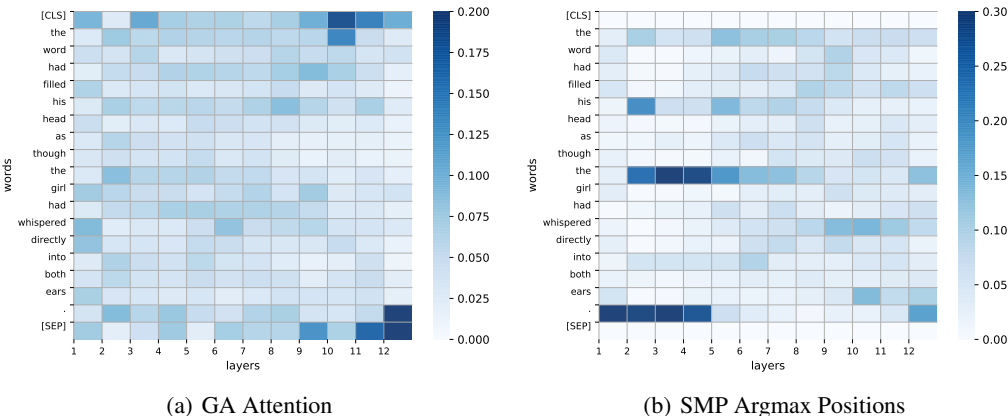 [CLS]
the
word
had
filled
his
head
as
though
the
girl
had
whispered
directly
into
both
ears
.
[SEP]
words
1 2 3 4 5 6 7 8 9 10 11 12
layers
0.200
0.175
0.150
0.125
0.100
0.075
0.050
0.025
0.000
(a) GA Attention
[CLS]
the
word
had
filled
his
head
as
though
the
girl
had
whispered
directly
into
both
ears
.
[SEP]
words
1 2 3 4 5 6 7 8 9 10 11 12
layers
0.30
0.25
0.20
0.15
0.10
0.05
0.00
(b) SMP Argmax Positions